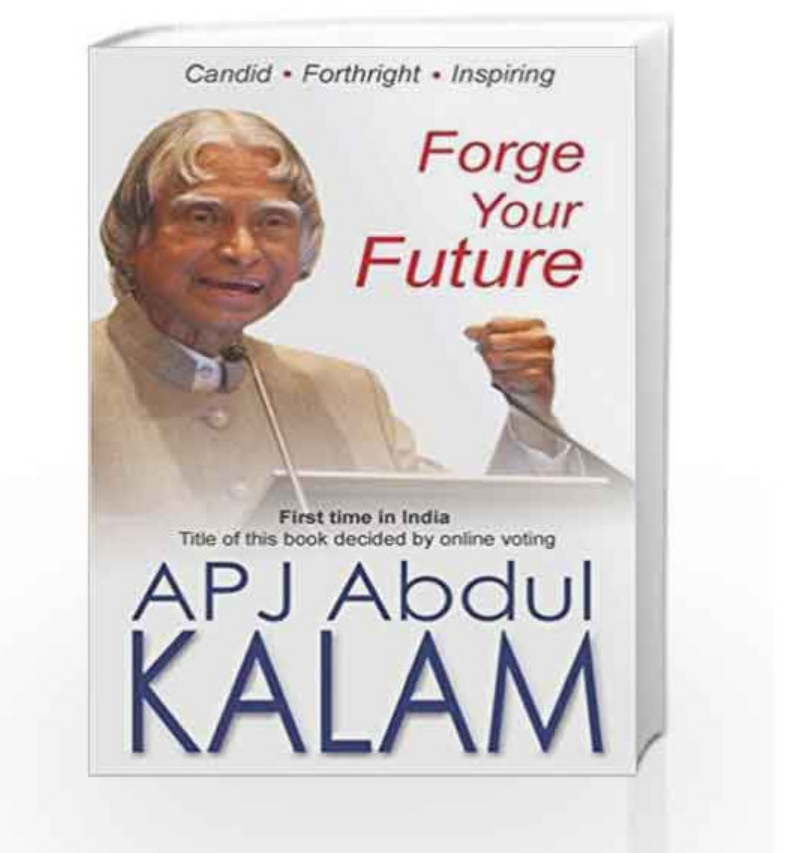 Candid • Forthright • Inspiring
Forge
Your
Future
First time in India
Title of this book decided by online voting
APJ Abdul
KALAM